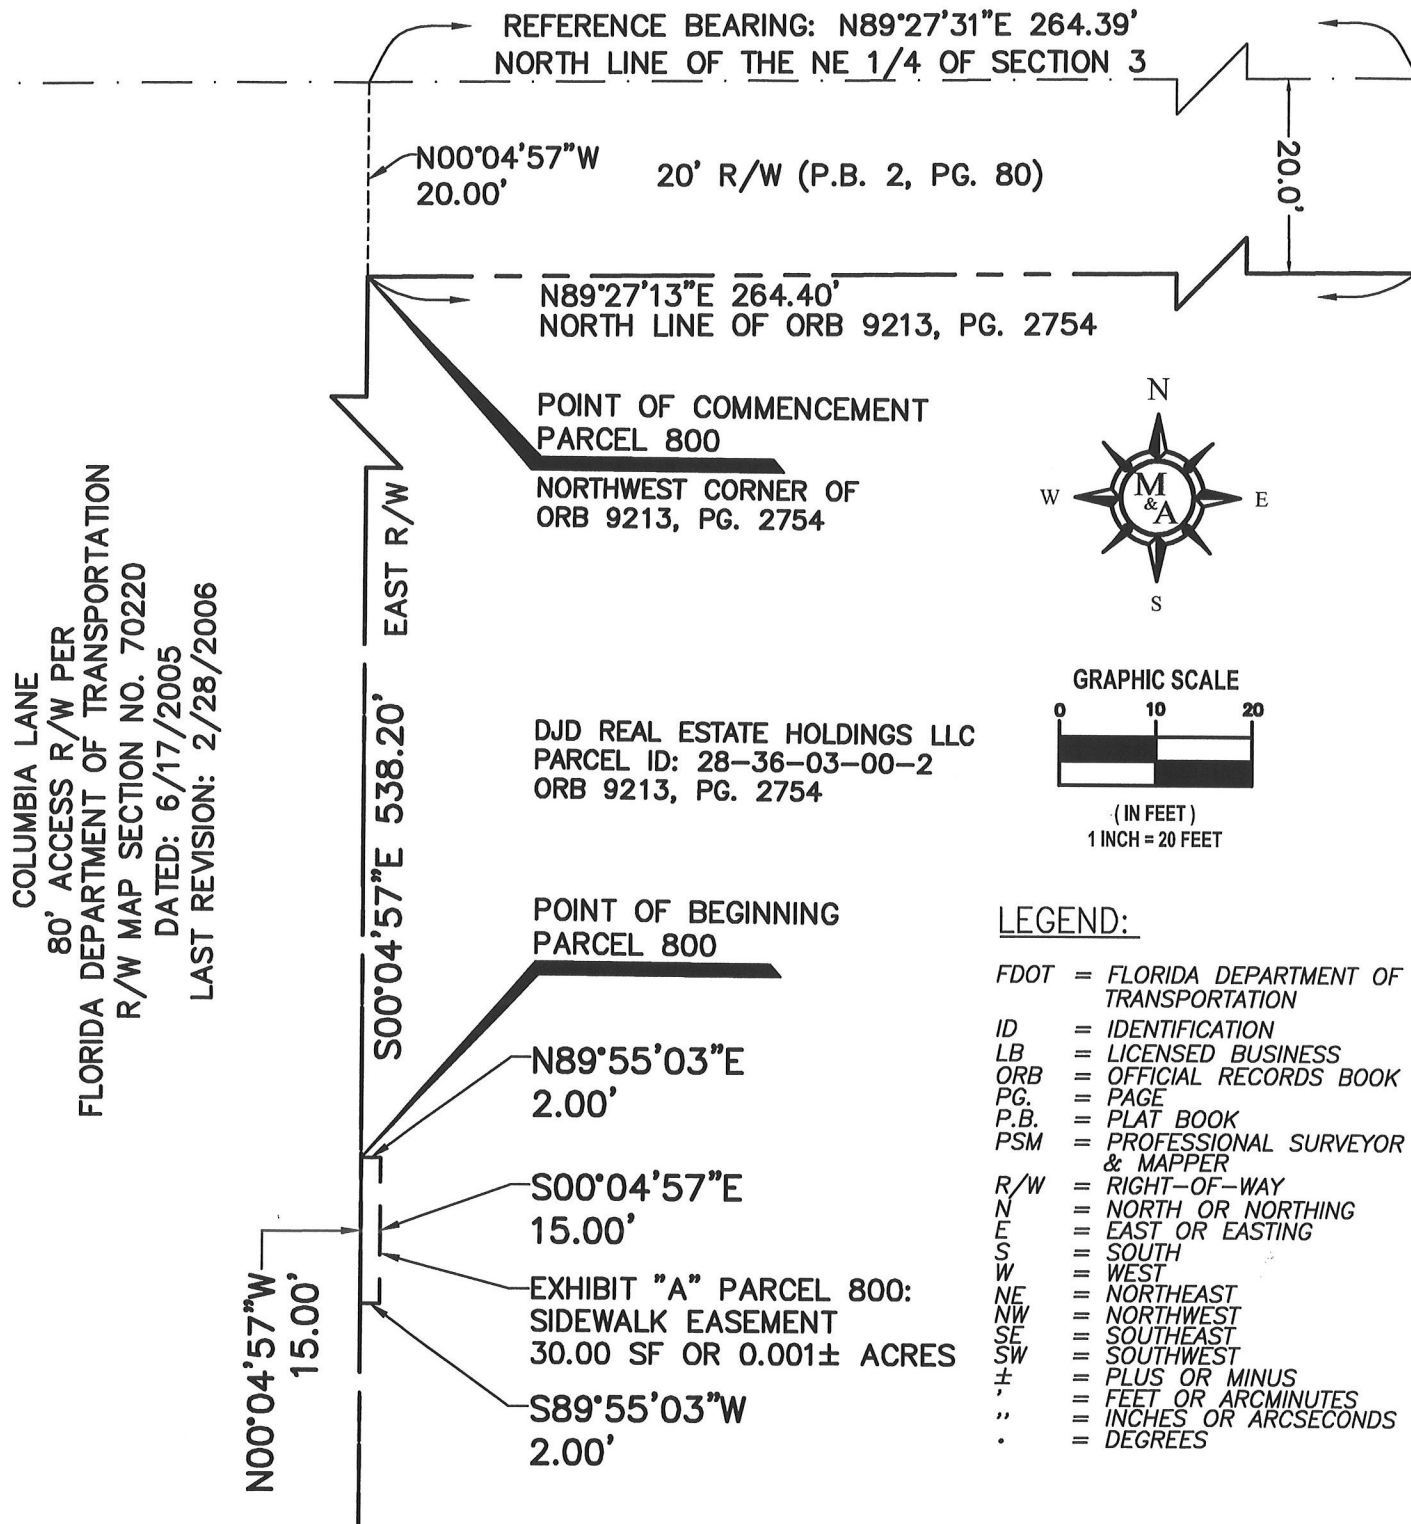 REFERENCE BEARING: N89°27'31"E 264.39'
NORTH LINE OF THE NE 1/4 OF SECTION 3
N00°04'57"W
20.00'
20' R/W (P.B. 2, PG. 80)
20.0'
N89°27'13"E 264.40'
NORTH LINE OF ORB 9213, PG. 2754
POINT OF COMMENCEMENT
PARCEL 800
NORTHWEST CORNER OF
ORB 9213, PG. 2754
N
W
E
S
M
&
A
EAST R/W
COLUMBIA LANE
80' ACCESS R/W PER
FLORIDA DEPARTMENT OF TRANSPORTATION
R/W MAP SECTION NO. 70220
DATED: 6/17/2005
LAST REVISION: 2/28/2006
S00°04'57"E 538.20'
DJD REAL ESTATE HOLDINGS LLC
PARCEL ID: 28-36-03-00-2
ORB 9213, PG. 2754
GRAPHIC SCALE
0 10 20
( IN FEET )
1 INCH = 20 FEET
POINT OF BEGINNING
PARCEL 800
N89°55'03"E
2.00'
S00°04'57"E
15.00'
N00°04'57"W
15.00'
EXHIBIT "A" PARCEL 800:
SIDEWALK EASEMENT
30.00 SF OR 0.001± ACRES
S89°55'03"W
2.00'
LEGEND:
FDOT = FLORIDA DEPARTMENT OF
TRANSPORTATION
ID = IDENTIFICATION
LB = LICENSED BUSINESS
ORB = OFFICIAL RECORDS BOOK
PG. = PAGE
P.B. = PLAT BOOK
PSM = PROFESSIONAL SURVEYOR
& MAPPER
R/W = RIGHT-OF-WAY
N = NORTH OR NORTHING
E = EAST OR EASTING
S = SOUTH
W = WEST
NE = NORTHEAST
NW = NORTHWEST
SE = SOUTHEAST
SW = SOUTHWEST
± = PLUS OR MINUS
' = FEET OR ARCMINUTES
" = INCHES OR ARCSECONDS
° = DEGREES